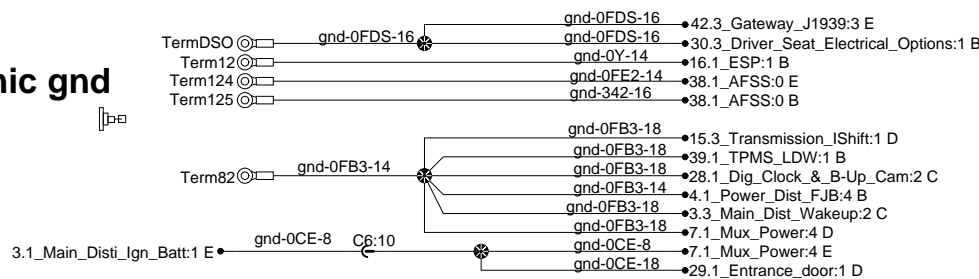 gnd-0FDS-16
42.3_Gateway_J1939:3 E
TermDSO gnd-0FDS-16 gnd-0FDS-16 30.3_Driver_Seat_Electrical_Options:1 B
Term12 gnd-0Y-14 16.1_ESP:1 B
nic gnd
Term124 gnd-0FE2-14 38.1_AFSS:0 E
Term125 gnd-342-16 38.1_AFSS:0 B
gnd-0FB3-18 15.3_Transmission_IShift:1 D
gnd-0FB3-18 39.1_TPMS_LDW:1 B
Term82 gnd-0FB3-14 gnd-0FB3-18 28.1_Dig_Clock_&_B-Up_Cam:2 C
gnd-0FB3-14 4.1_Power_Dist_FJB:4 B
gnd-0FB3-18 3.3_Main_Dist_Wakeup:2 C
gnd-0FB3-18 7.1_Mux_Power:4 D
3.1_Main_Disti_Ign_Batt:1 E gnd-0CE-8 C6:10 gnd-0CE-8 7.1_Mux_Power:4 E
gnd-0CE-18 29.1_Entrance_door:1 D